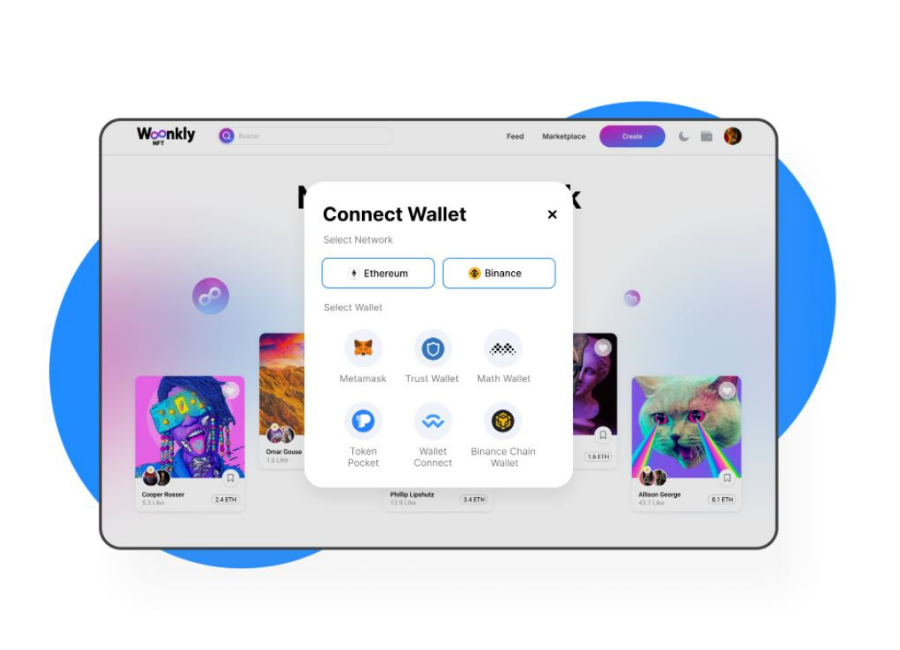 Woonkly
NFT
Buscar
Feed
Marketplace
Create
N
k
Connect Wallet
Select Network
Ethereum
Binance
Select Wallet
Metamask
Trust Wallet
Math Wallet
Token
Pocket
Wallet
Connect
Binance Chain
Wallet
Omar Gouse
1.6 Like
1.6 ETH
Cooper Rosser
5.3 Like
2.4 ETH
Phillip Lipshutz
12.9 Like
3.4 ETH
Allison George
43.7 Like
8.1 ETH